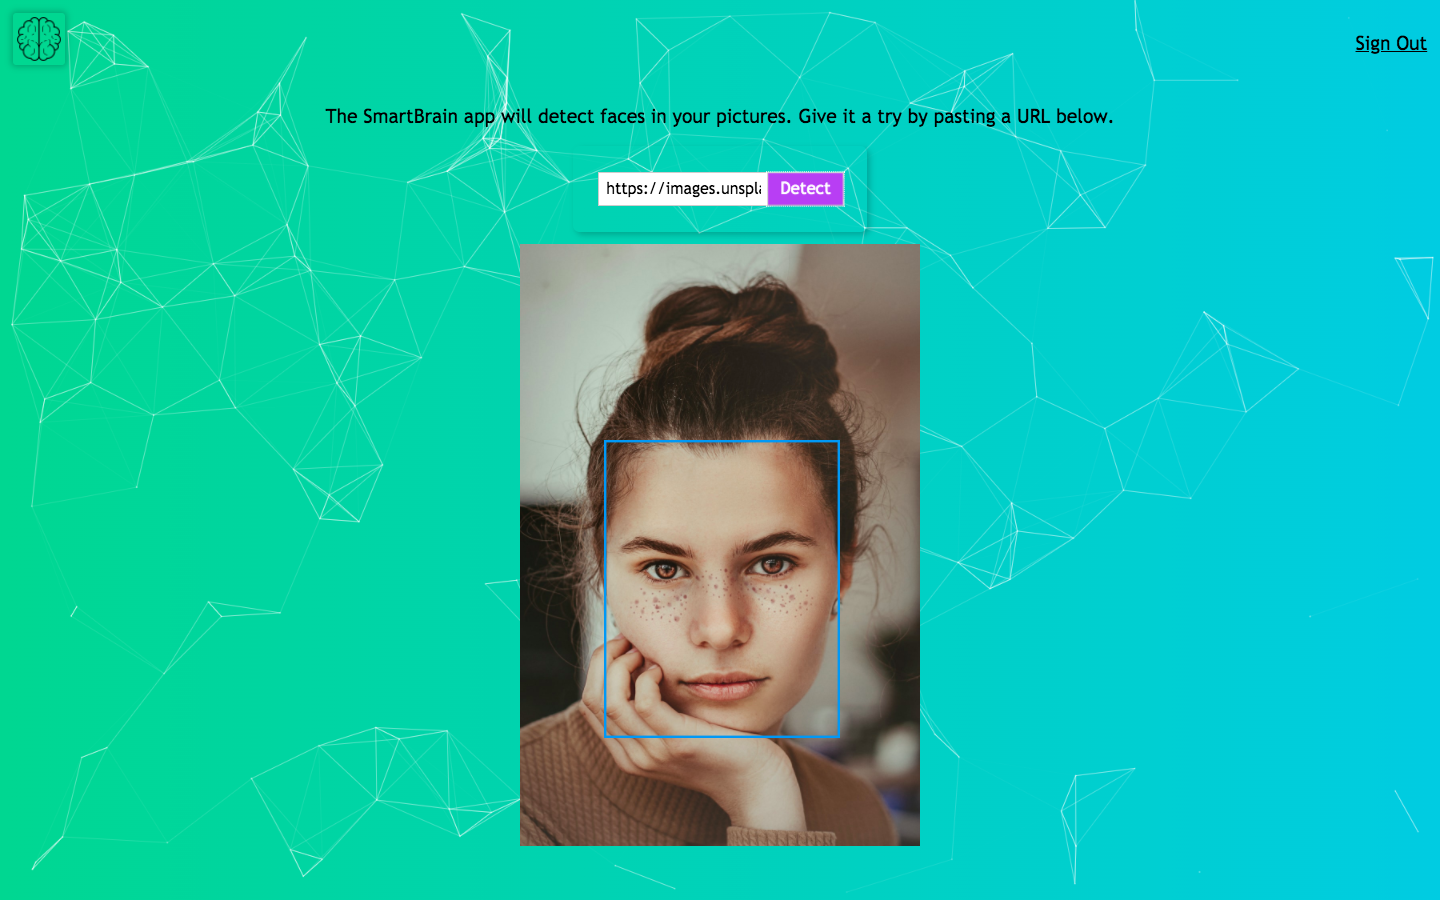 Sign Out
The SmartBrain app will detect faces in your pictures. Give it a try by pasting a URL below.
https://images.unspl
Detect